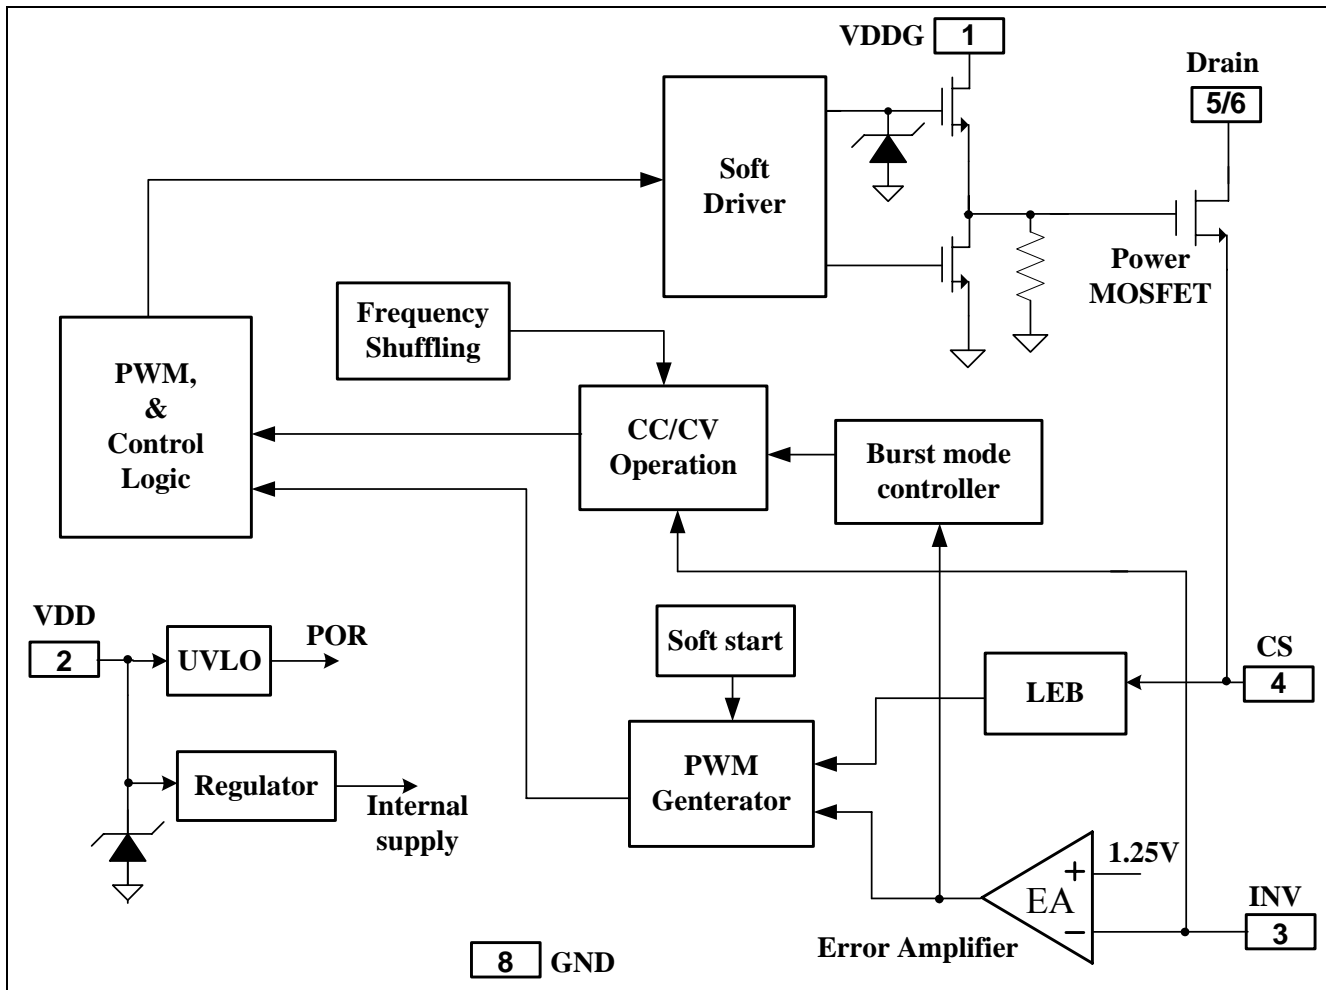 VDDG 1
Drain
5/6
Soft
Driver
Power
MOSFET
Frequency
Shuffling
PWM,
&
Control
Logic
CC/CV
Operation
Burst mode
controller
VDD
2
UVLO
POR
Soft start
CS
4
LEB
Regulator
Internal
supply
PWM
Genterator
1.25V
+
EA
−
INV
3
Error Amplifier
8 GND